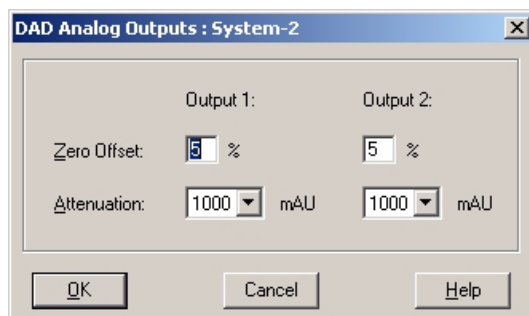 DAD Analog Outputs : System-2
Output 1: Output 2:
Zero Offset: 5 % 5 %
Attenuation: 1000 mAU 1000 mAU
OK Cancel Help